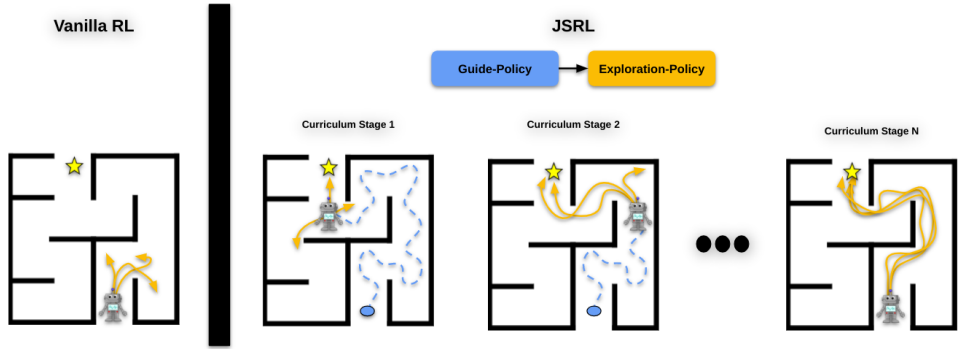 Vanilla RL
JSRL
Guide-Policy
Exploration-Policy
Curriculum Stage 1
Curriculum Stage 2
Curriculum Stage N